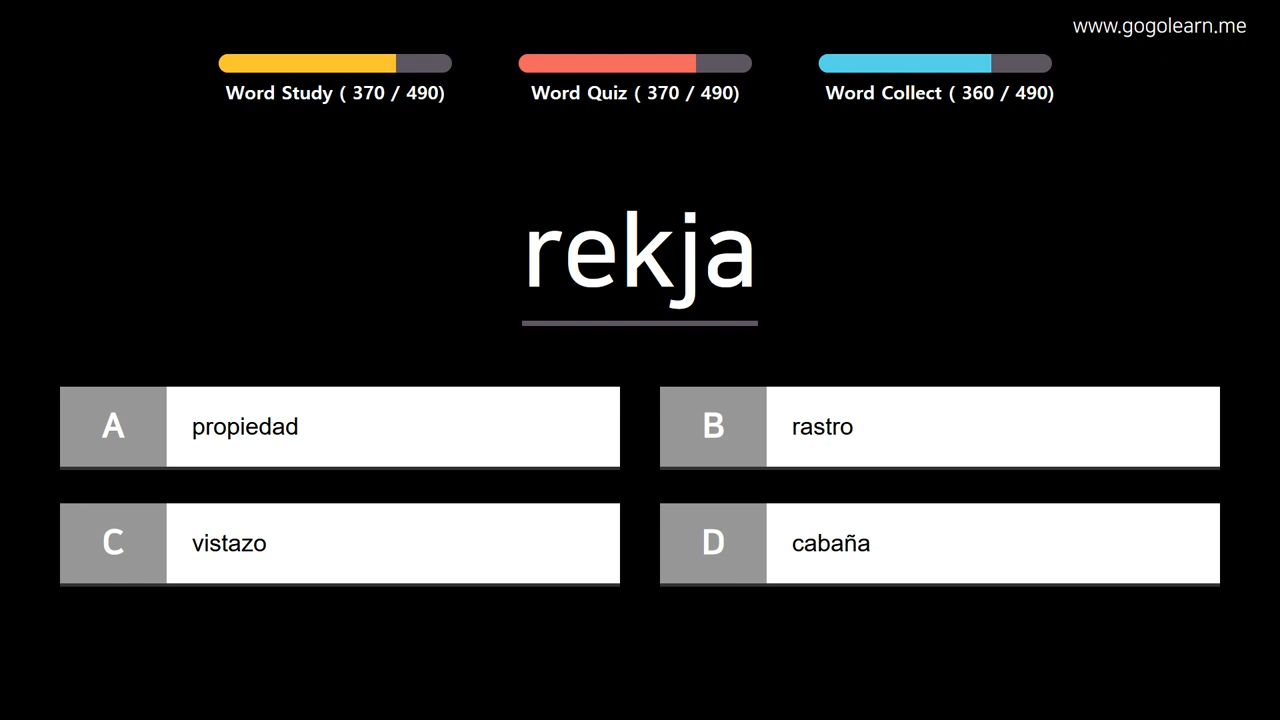 www.gogolearn.me
Word Study ( 370 / 490)
Word Quiz ( 370 / 490)
Word Collect ( 360 / 490)
rekja
A propiedad
B rastro
C vistazo
D cabaña